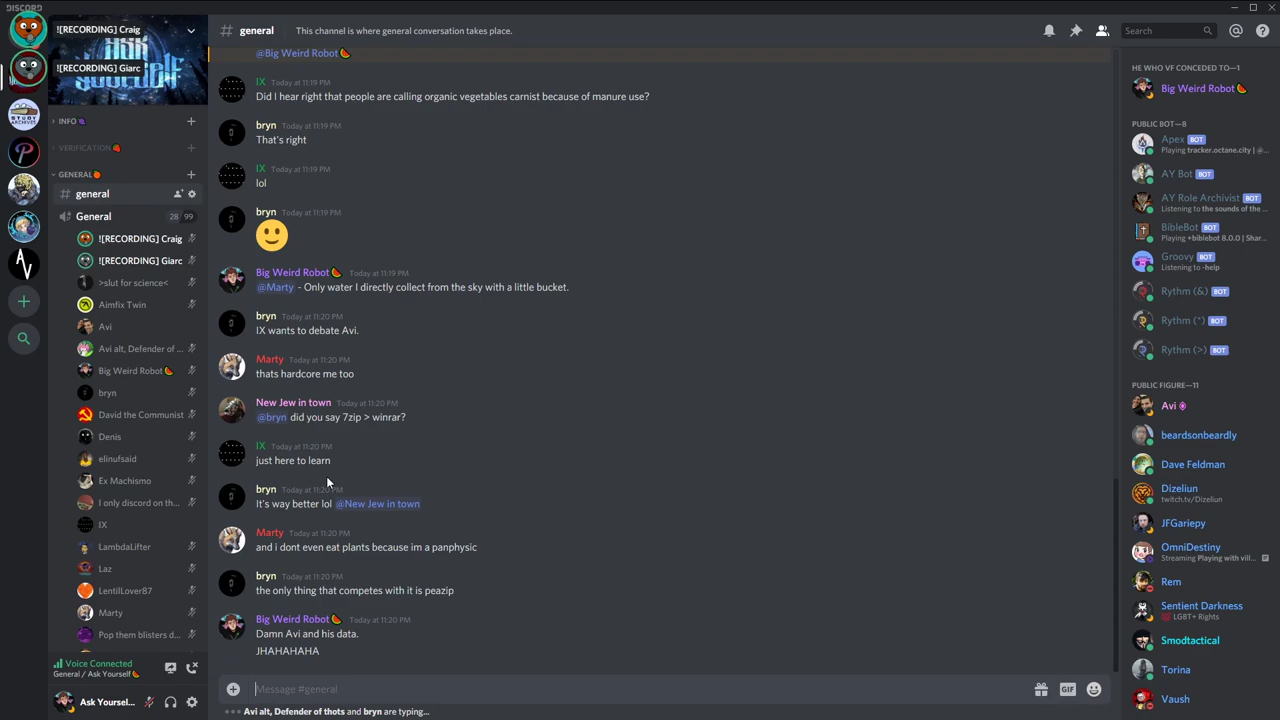 DISCORD
![RECORDING] Craig
![RECORDING] Giarc
ASK YOURSELF
STUDY ARCHIVES
INFO
VERIFICATION
GENERAL
# general
General 28 99
![RECORDING] Craig
![RECORDING] Giarc
>slut for science<
Aimfix Twin
Avi
Avi alt, Defender of ...
Big Weird Robot
bryn
David the Communist
Denis
elinufsaid
Ex Machismo
I only discord on th...
IX
LambdaLifter
Laz
LentilLover87
Marty
Pop them blisters d...
Voice Connected
General / Ask Yourself
Ask Yoursel...
# general This channel is where general conversation takes place.
Search
@Big Weird Robot
IX Today at 11:19 PM
Did I hear right that people are calling organic vegetables carnist because of manure use?
bryn Today at 11:19 PM
That's right
IX Today at 11:19 PM
lol
bryn Today at 11:19 PM
Big Weird Robot Today at 11:19 PM
@Marty - Only water I directly collect from the sky with a little bucket.
bryn Today at 11:20 PM
IX wants to debate Avi.
Marty Today at 11:20 PM
thats hardcore me too
New Jew in town Today at 11:20 PM
@bryn did you say 7zip > winrar?
IX Today at 11:20 PM
just here to learn
bryn Today at 11:20 PM
It's way better lol @New Jew in town
Marty Today at 11:20 PM
and i dont even eat plants because im a panphysic
bryn Today at 11:20 PM
the only thing that competes with it is peazip
Big Weird Robot Today at 11:20 PM
Damn Avi and his data.
JHAHAHAHA
Message #general
GIF
Avi alt, Defender of thots and bryn are typing...
HE WHO VF CONCEDED TO—1
Big Weird Robot
PUBLIC BOT—8
Apex BOT
Playing tracker.octane.city | @...
AY Bot BOT
AY Role Archivist BOT
Listening to the sounds of the ...
BibleBot BOT
Playing +biblebot 8.0.0 | Shar...
Groovy BOT
Listening to -help
Rythm (&) BOT
Rythm (*) BOT
Rythm (>) BOT
PUBLIC FIGURE—11
Avi
beardsonbeardly
Dave Feldman
Dizeliun
twitch.tv/Dizeliun
JFGariepy
OmniDestiny
Streaming Playing with vill...
Rem
Sentient Darkness
LGBT+ Rights
Smodtactical
Torina
Vaush